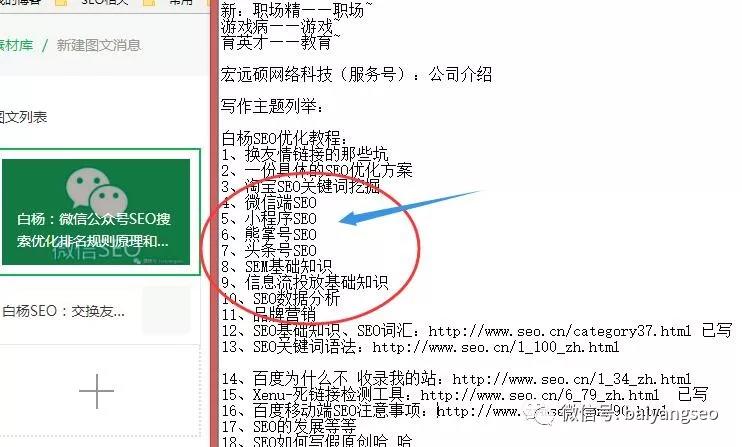 的博客 SEO相关 常用
素材库 / 新建图文消息
图文列表
白杨：微信公众号SEO搜
索优化排名规则原理和...
微信SEO
白杨SEO：交换友...
新：职场精——职场~
游戏病——游戏~
育英才——教育~
宏远硕网络科技（服务号）：公司介绍
写作主题列举：
白杨SEO优化教程：
1、换友情链接的那些坑
2、一份具体的SEO优化方案
3、淘宝SEO关键词挖掘
4、微信端SEO
5、小程序SEO
6、熊掌号SEO
7、头条号SEO
8、SEM基础知识
9、信息流投放基础知识
10、SEO数据分析
11、品牌营销
12、SEO基础知识、SEO词汇：http://www.seo.cn/category37.html 已写
13、SEO关键词语法：http://www.seo.cn/l_100_zh.html
14、百度为什么不 收录我的站：http://www.seo.cn/l_34_zh.html
15、Xenu-死链接检测工具：http://www.seo.cn/6_79_zh.html 已写
16、百度移动端SEO注意事项：http://www.seo
微信号：baiyangseo
17、SEO的发展等等
18、SEO如何写假原创哈 哈